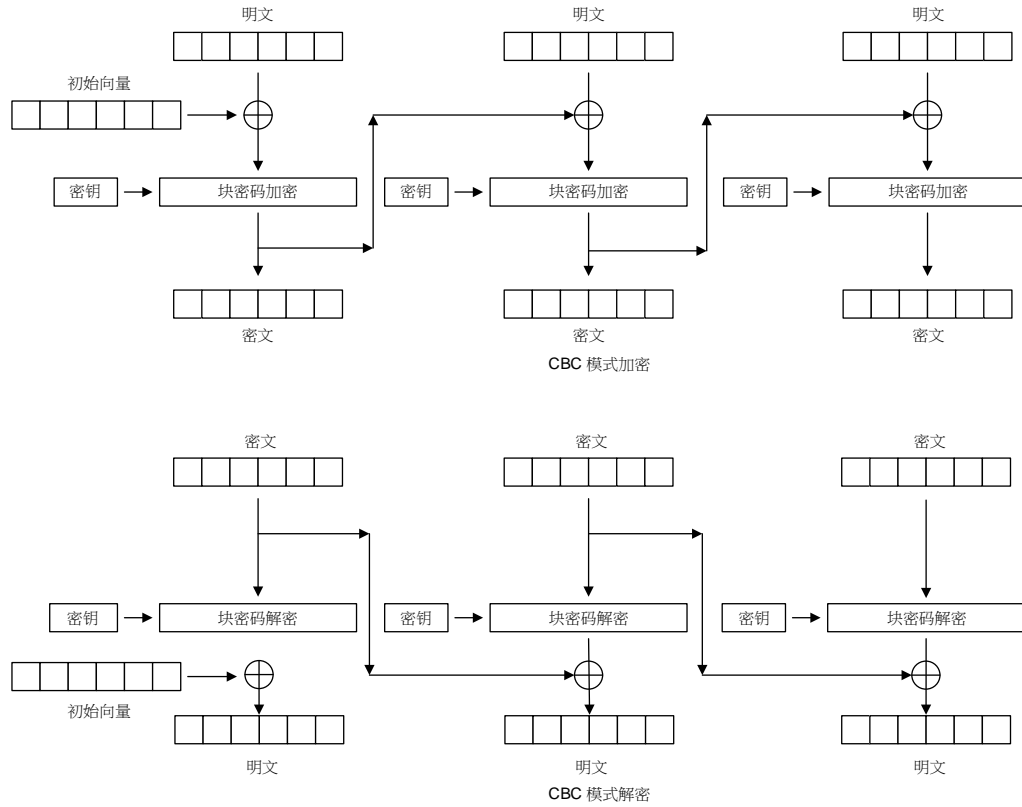 明文 明文 明文
初始向量
密钥 块密码加密 密钥 块密码加密 密钥 块密码加密
密文 密文 密文
CBC 模式加密
密文 密文 密文
密钥 块密码解密 密钥 块密码解密 密钥 块密码解密
初始向量
明文 明文 明文
CBC 模式解密